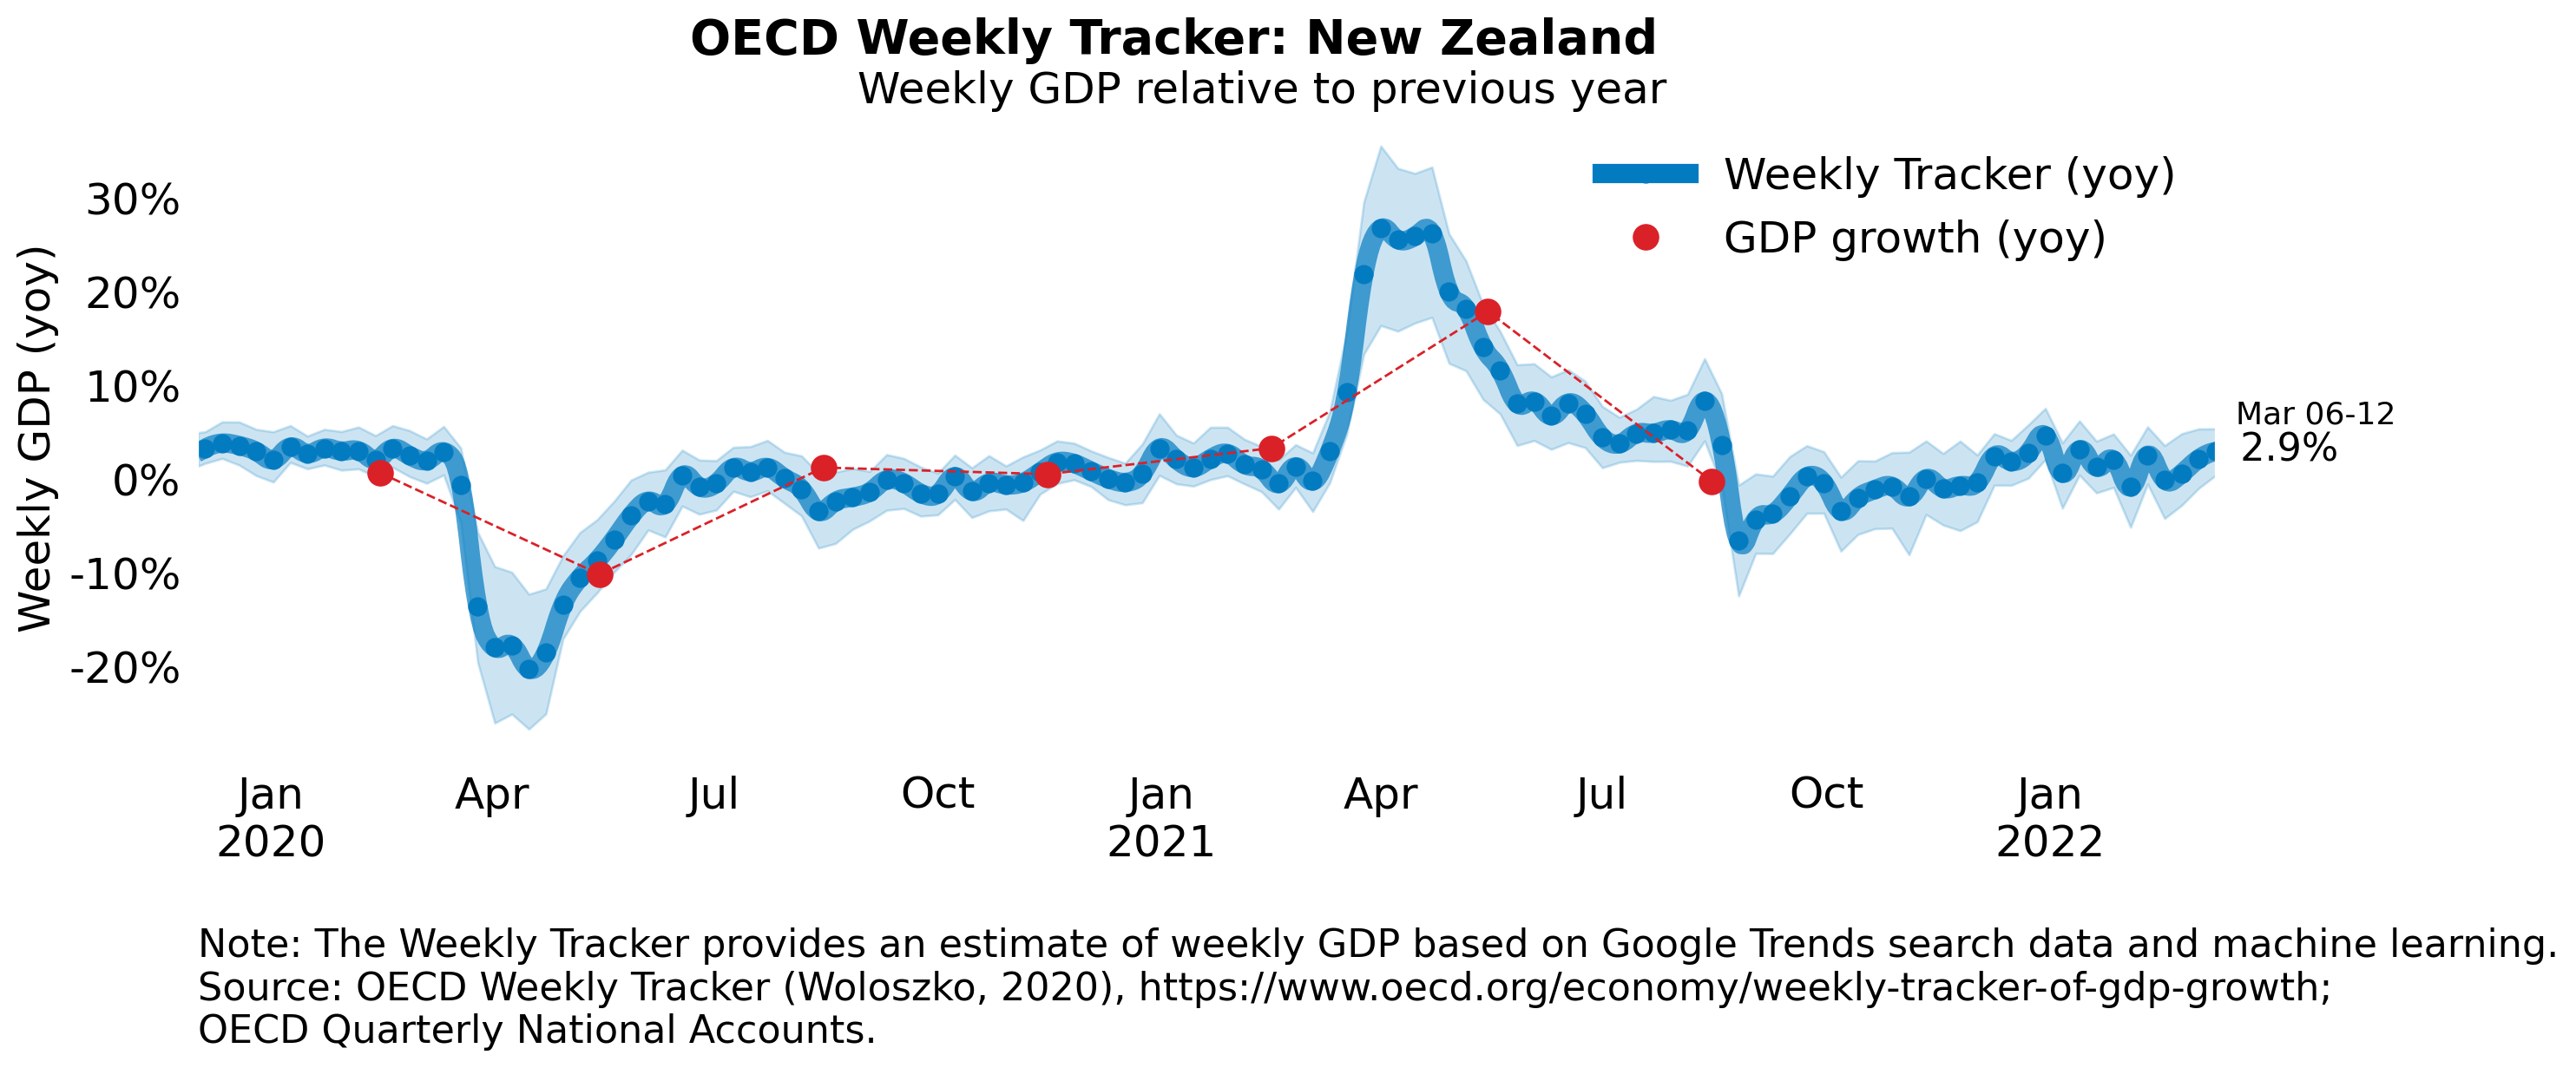 OECD Weekly Tracker: New Zealand
Weekly GDP relative to previous year
Weekly GDP (yoy)
30%
20%
10%
0%
-10%
-20%
Weekly Tracker (yoy)
GDP growth (yoy)
Mar 06-12
2.9%
Jan Apr Jul Oct Jan Apr Jul Oct Jan
2020 2021 2022
Note: The Weekly Tracker provides an estimate of weekly GDP based on Google Trends search data and machine learning.
Source: OECD Weekly Tracker (Woloszko, 2020), https://www.oecd.org/economy/weekly-tracker-of-gdp-growth;
OECD Quarterly National Accounts.